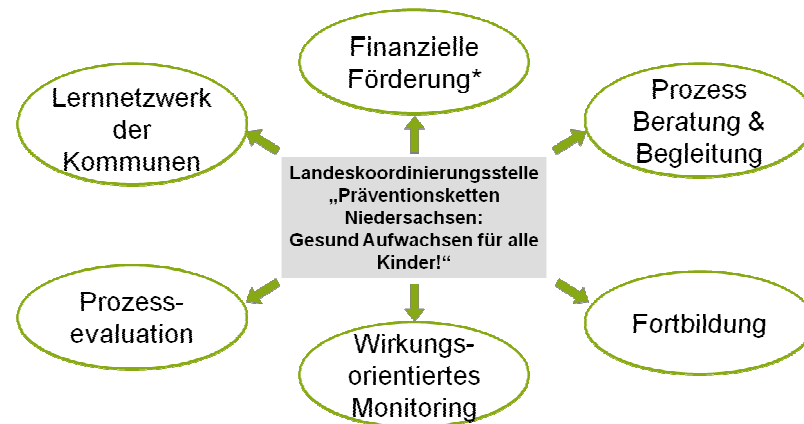 Finanzielle
Förderung*
Lernnetzwerk
der
Kommunen
Prozess
Beratung &
Begleitung
Landeskoordinierungsstelle
„Präventionsketten
Niedersachsen:
Gesund Aufwachsen für alle
Kinder!“
Prozess-
evaluation
Fortbildung
Wirkungs-
orientiertes
Monitoring